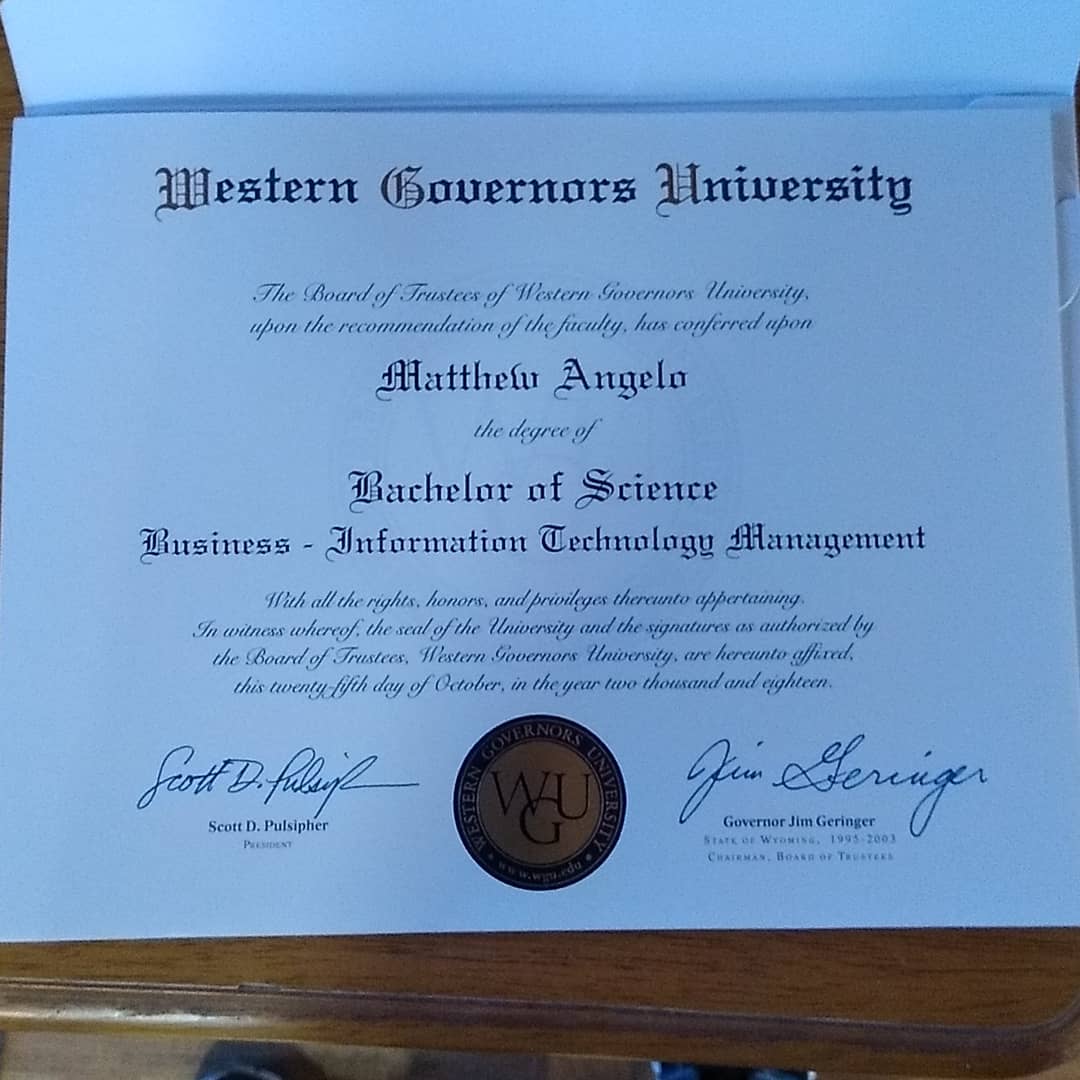 Western Governors University
The Board of Trustees of Western Governors University,
upon the recommendation of the faculty, has conferred upon
Matthew Angelo
the degree of
Bachelor of Science
Business - Information Technology Management
With all the rights, honors, and privileges thereunto appertaining.
In witness whereof, the seal of the University and the signatures as authorized by
the Board of Trustees, Western Governors University, are hereunto affixed,
this twenty-fifth day of October, in the year two thousand and eighteen.
Scott D. Pulsipher
Jim Geringer
Scott D. Pulsipher
President
WESTERN GOVERNORS UNIVERSITY
WGU
www.wgu.edu
Governor Jim Geringer
State of Wyoming, 1995-2003
Chairman, Board of Trustees